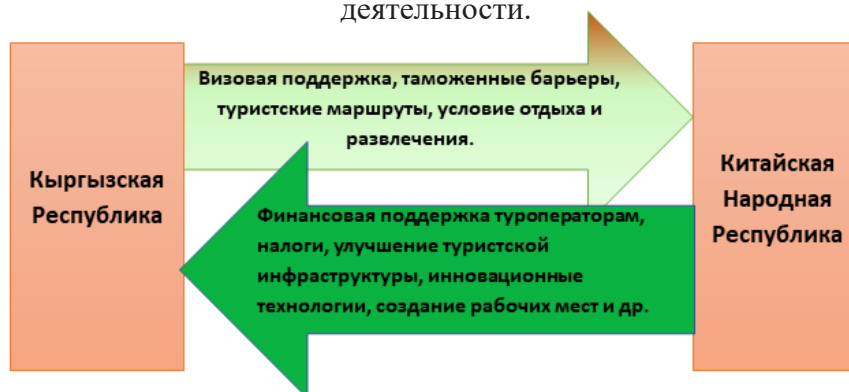 деятельности.
Визовая поддержка, таможенные барьеры,
туристские маршруты, условие отдыха и
развлечения.
Кыргызская
Республика
Китайская
Народная
Республика
Финансовая поддержка туроператорам,
налоги, улучшение туристской
инфраструктуры, инновационные
технологии, создание рабочих мест и др.